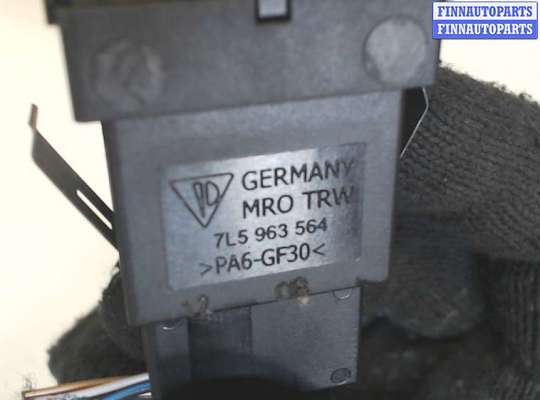 FINNAUTOPARTS
FINNAUTOPARTS
GERMANY
MRO TRW
7L5 963 564
>PA6-GF30<